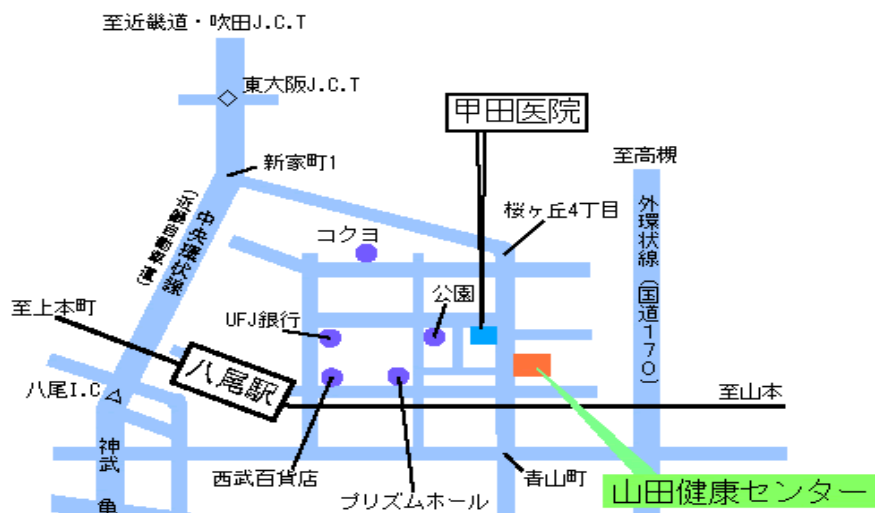 至近畿道・吹田J.C.T
東大阪J.C.T
甲田医院
新家町1
至高槻
中央環状線
(近畿自動車道)
桜ヶ丘4丁目
外環状線(国道170)
コクヨ
公園
至上本町
UFJ銀行
八尾駅
八尾I.C
至山本
神武
亀
西武百貨店
プリズムホール
青山町
山田健康センター